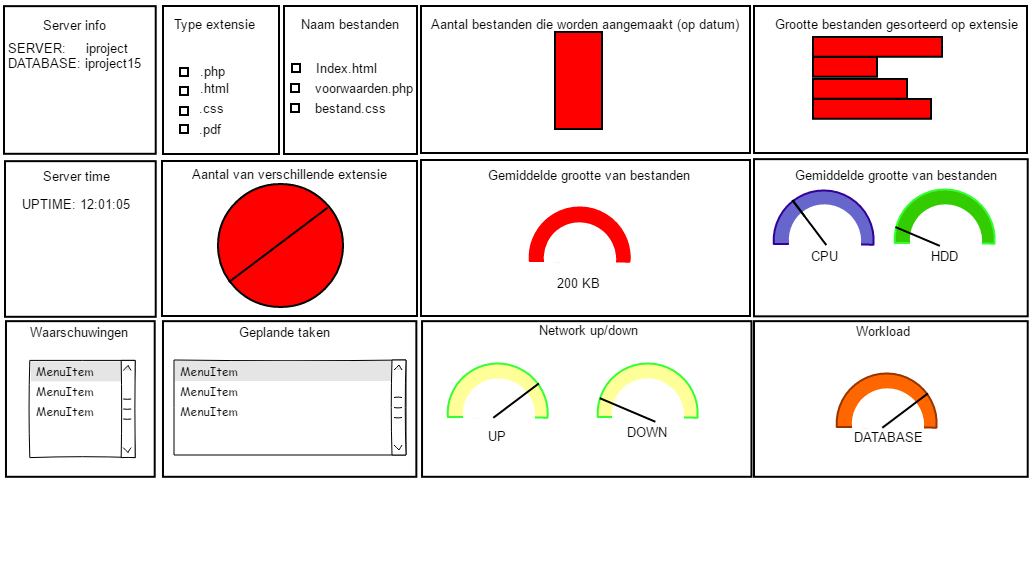 Server info
SERVER: iproject
DATABASE: iproject15
Type extensie
.php
.html
.css
.pdf
Naam bestanden
Index.html
voorwaarden.php
bestand.css
Aantal bestanden die worden aangemaakt (op datum)
Grootte bestanden gesorteerd op extensie
Server time
UPTIME: 12:01:05
Aantal van verschillende extensie
Gemiddelde grootte van bestanden
200 KB
Gemiddelde grootte van bestanden
CPU
HDD
Waarschuwingen
MenuItem
MenuItem
MenuItem
Geplande taken
MenuItem
MenuItem
MenuItem
Network up/down
UP
DOWN
Workload
DATABASE